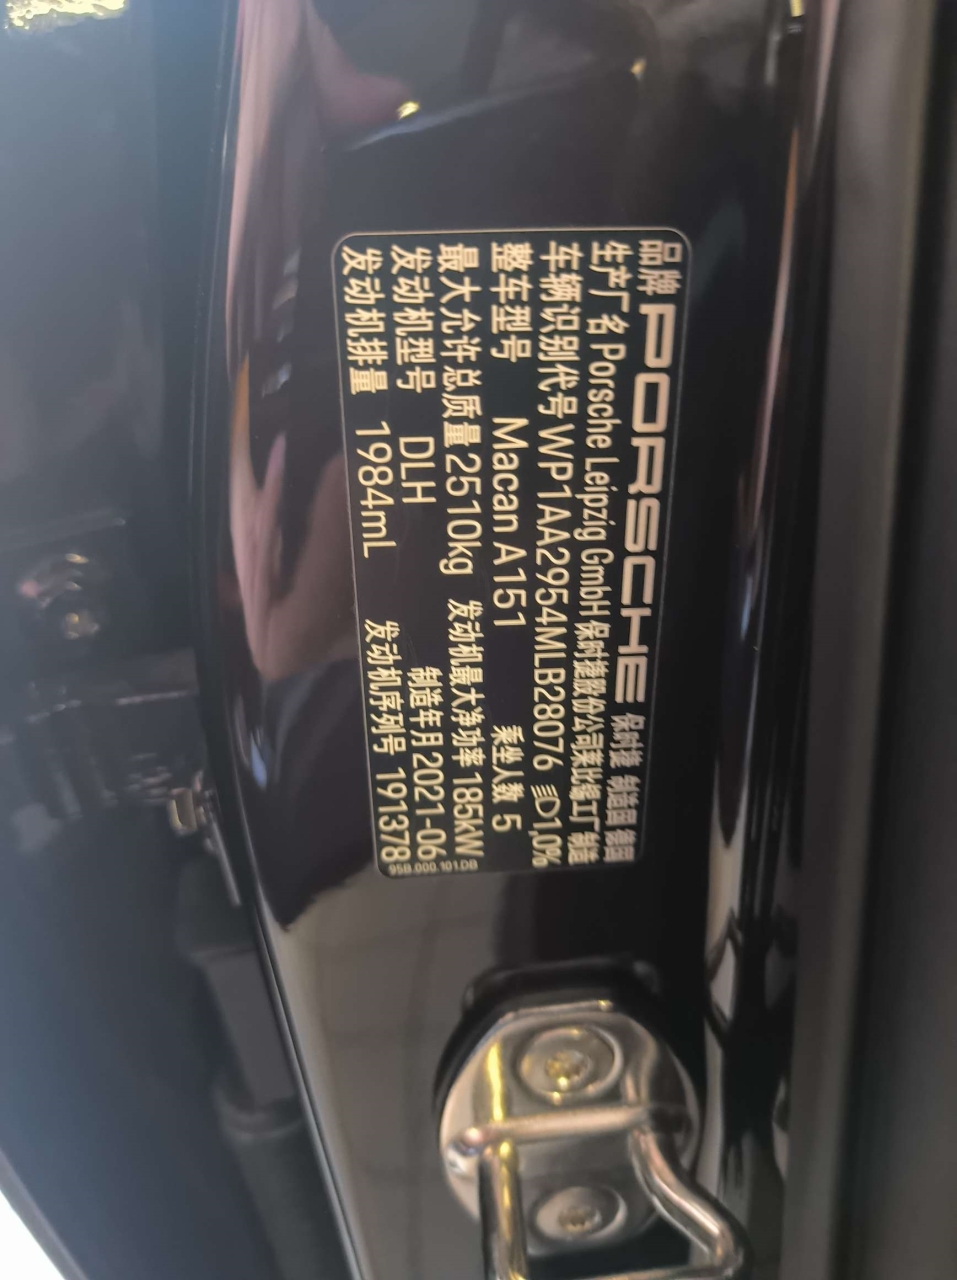 品牌 PORSCHE 保时捷 制造国 德国
生产厂名 Porsche Leipzig GmbH 保时捷股份公司莱比锡工厂 制造
车辆识别代号 WP1AA2954MLB28076 1,0%
整车型号 Macan A151 乘坐人数 5
最大允许总质量 2510kg 发动机最大净功率 185kW
发动机型号 DLH 制造年月 2021-06
发动机排量 1984mL 发动机序列号 191378
95B.000.101.DB